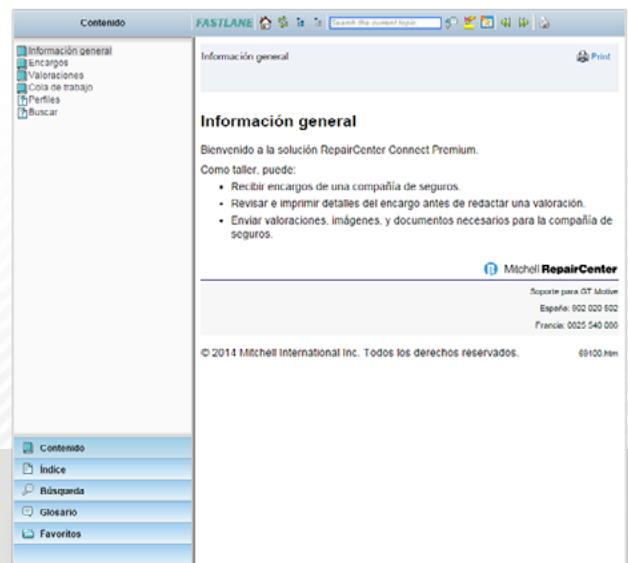 Contenido
FASTLANE
Search the current topic
Información general
Encargos
Valoraciones
Cola de trabajo
Perfiles
Buscar
Información general
Print
Información general
Bienvenido a la solución RepairCenter Connect Premium.
Como taller, puede:
• Recibir encargos de una compañía de seguros.
• Revisar e imprimir detalles del encargo antes de redactar una valoración.
• Enviar valoraciones, imágenes, y documentos necesarios para la compañía de
seguros.
Mitchell RepairCenter
Soporte para GT Motive
España: 902 020 502
Francia: 0825 540 000
© 2014 Mitchell International Inc. Todos los derechos reservados.
69100.htm
Contenido
Índice
Búsqueda
Glosario
Favoritos